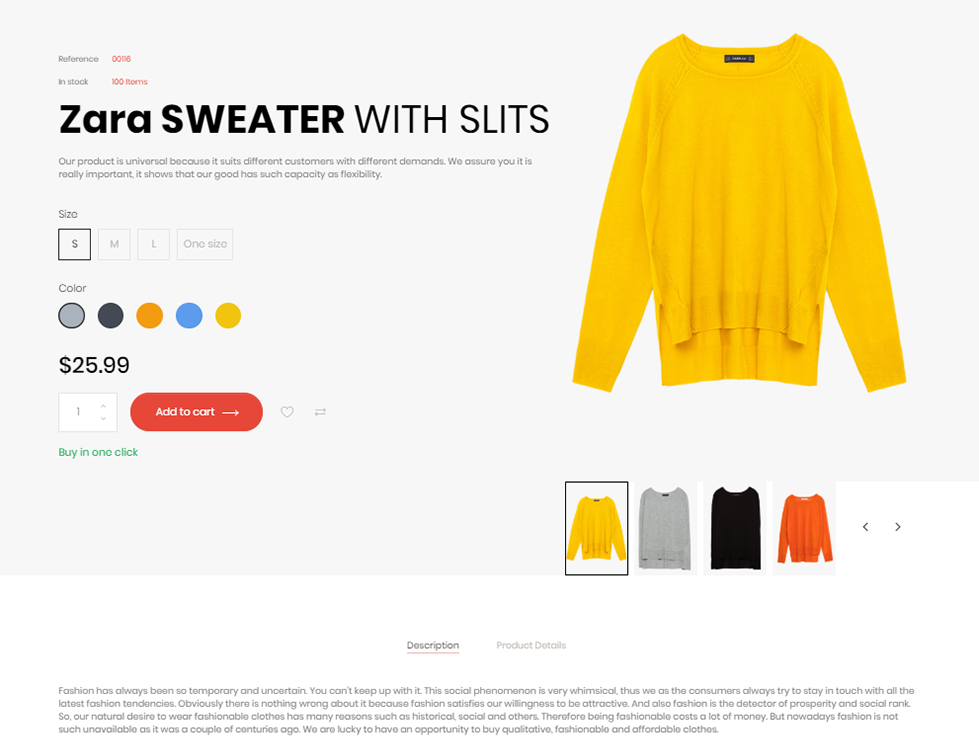 Reference 00116
In stock 100 Items
Zara SWEATER WITH SLITS
Our product is universal because it suits different customers with different demands. We assure you it is
really important, it shows that our good has such capacity as flexibility.
Size
S M L One size
Color
$25.99
1 Add to cart
Buy in one click
Description Product Details
Fashion has always been so temporary and uncertain. You can't keep up with it. This social phenomenon is very whimsical, thus we as the consumers always try to stay in touch with all the
latest fashion tendencies. Obviously there is nothing wrong about it because fashion satisfies our willingness to be attractive. And also fashion is the detector of prosperity and social rank.
So, our natural desire to wear fashionable clothes has many reasons such as historical, social and others. Therefore being fashionable costs a lot of money. But nowadays fashion is not
such unavailable as it was a couple of centuries ago. We are lucky to have an opportunity to buy qualitative, fashionable and affordable clothes.